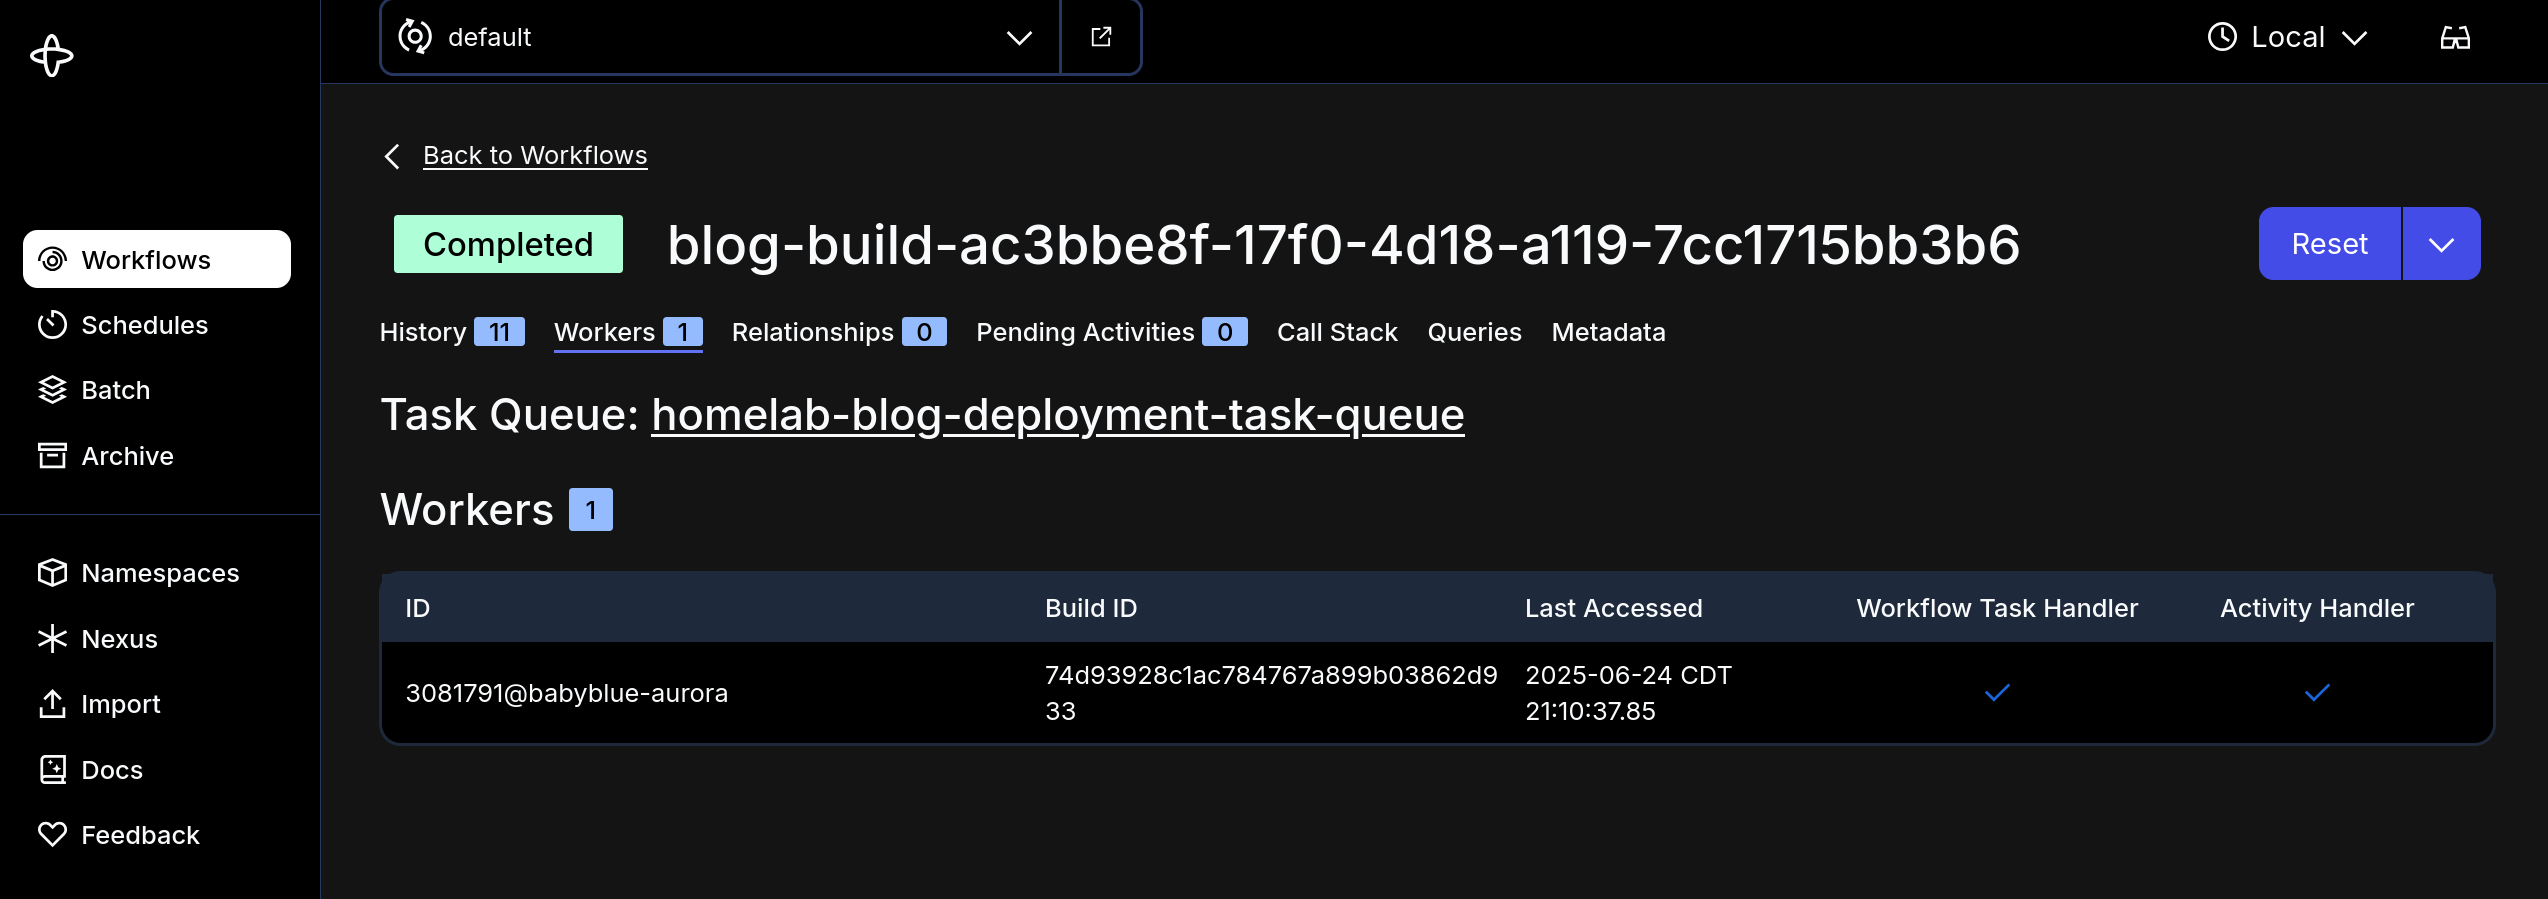 default
Local
Workflows
Schedules
Batch
Archive
Namespaces
Nexus
Import
Docs
Feedback
Back to Workflows
Completed blog-build-ac3bbe8f-17f0-4d18-a119-7cc1715bb3b6
Reset
History 11 Workers 1 Relationships 0 Pending Activities 0 Call Stack Queries Metadata
Task Queue: homelab-blog-deployment-task-queue
Workers 1
ID Build ID Last Accessed Workflow Task Handler Activity Handler
3081791@babyblue-aurora
74d93928c1ac784767a899b03862d9
33
2025-06-24 CDT
21:10:37.85